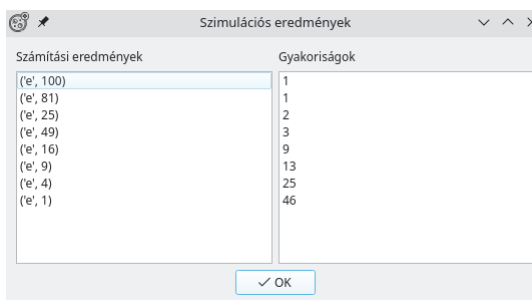 Szimulációs eredmények
Számítási eredmények
('e', 100)
('e', 81)
('e', 25)
('e', 49)
('e', 16)
('e', 9)
('e', 4)
('e', 1)
Gyakoriságok
1
1
2
3
9
13
25
46
OK